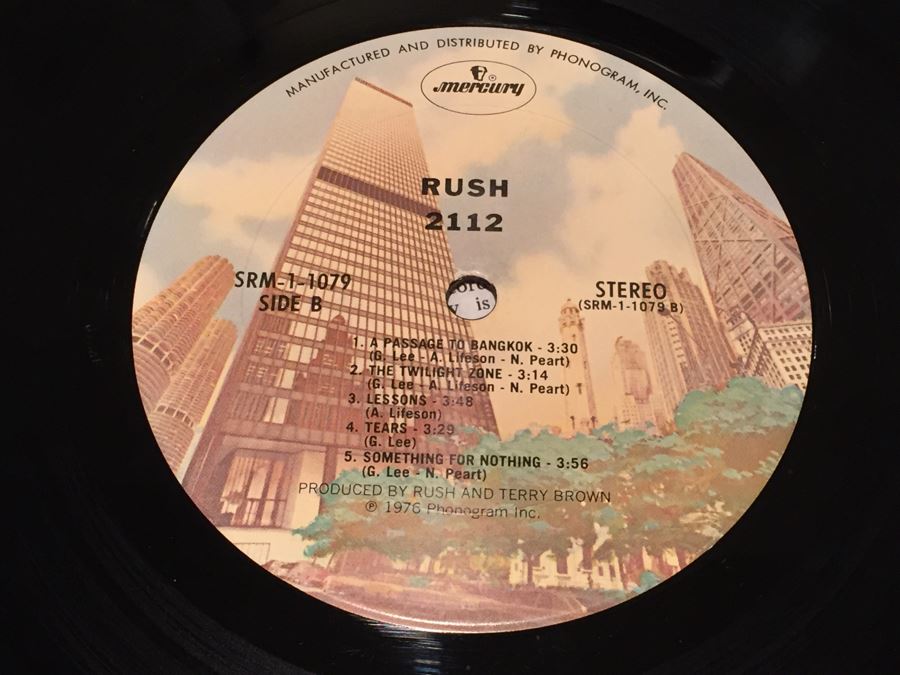 MANUFACTURED AND DISTRIBUTED BY PHONOGRAM, INC.
mercury
RUSH
2112
SRM-1-1079
SIDE B
STEREO
(SRM-1-1079 B)
is
1. A PASSAGE TO BANGKOK - 3:30
(G. Lee - A. Lifeson - N. Peart)
2. THE TWILIGHT ZONE - 3:14
(G. Lee - A. Lifeson - N. Peart)
3. LESSONS - 3:48
(A. Lifeson)
4. TEARS - 3:29
(G. Lee)
5. SOMETHING FOR NOTHING - 3:56
(G. Lee - N. Peart)
PRODUCED BY RUSH AND TERRY BROWN
℗ 1976 Phonogram Inc.